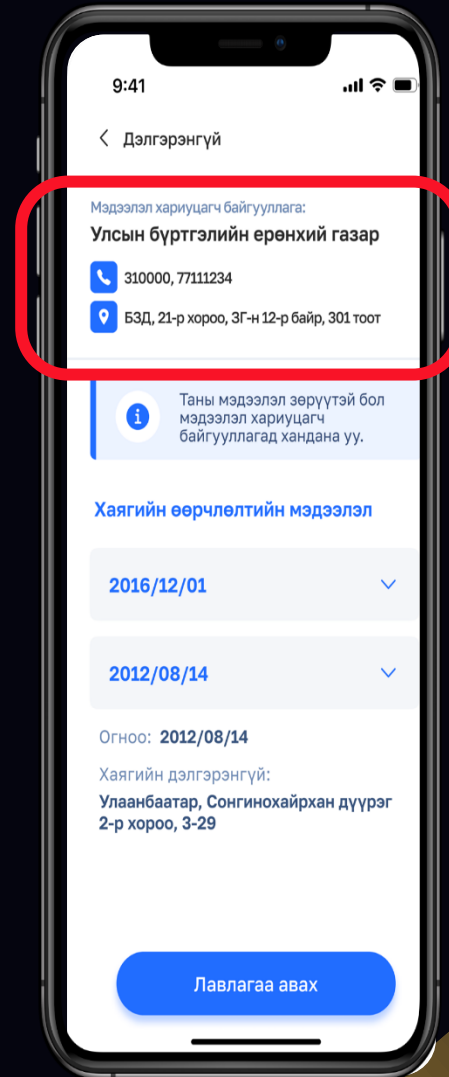 9:41
Дэлгэрэнгүй
Мэдээлэл хариуцагч байгууллага:
Улсын бүртгэлийн ерөнхий газар
310000, 77111234
БЗД, 21-р хороо, ЗГ-н 12-р байр, 301 тоот
Таны мэдээлэл зөрүүтэй бол
мэдээлэл хариуцагч
байгууллагад хандана уу.
Хаягийн өөрчлөлтийн мэдээлэл
2016/12/01
2012/08/14
Огноо: 2012/08/14
Хаягийн дэлгэрэнгүй:
Улаанбаатар, Сонгинохайрхан дүүрэг
2-р хороо, 3-29
Лавлагаа авах